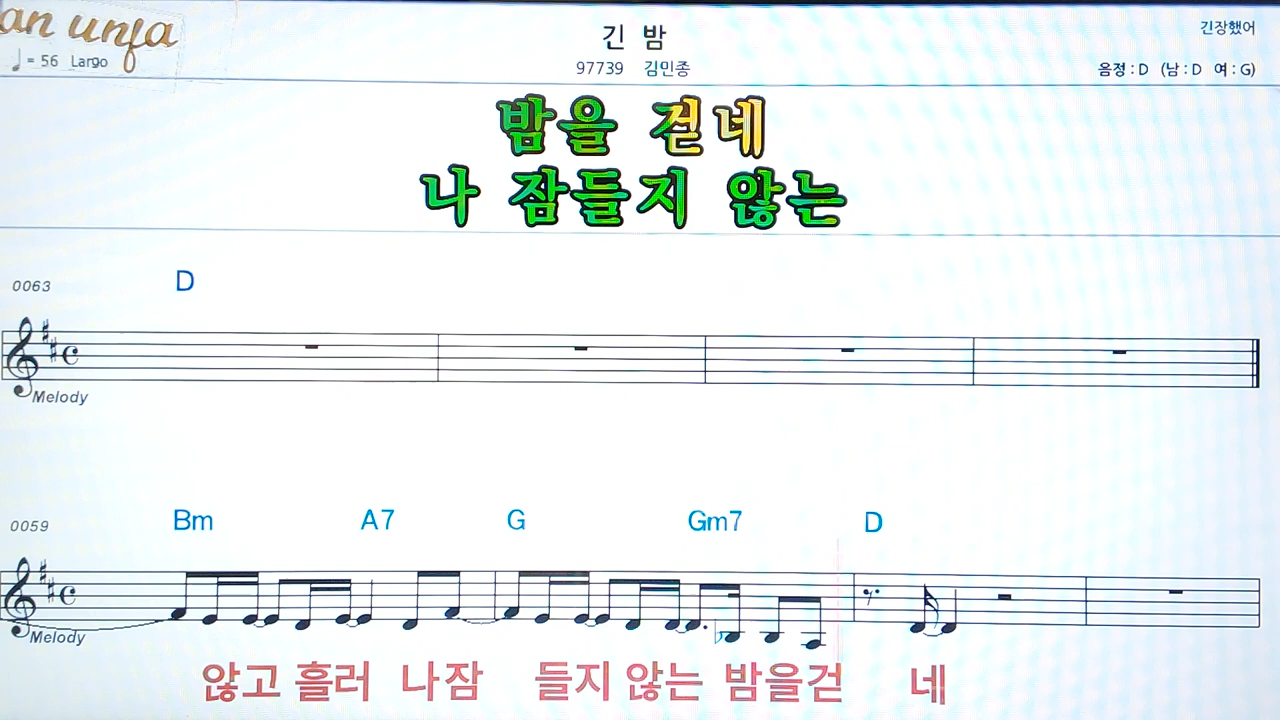 an unfa
♩ = 56 Largo
긴 밤
97739 김민종
긴장했어
음정 : D (남 : D 여 : G)
밤을 걷네
나 잠들지 않는
0063
D
Melody
0059
Bm A7 G Gm7 D
Melody
않고 흘러 나잠 들지 않는 밤을걷 네